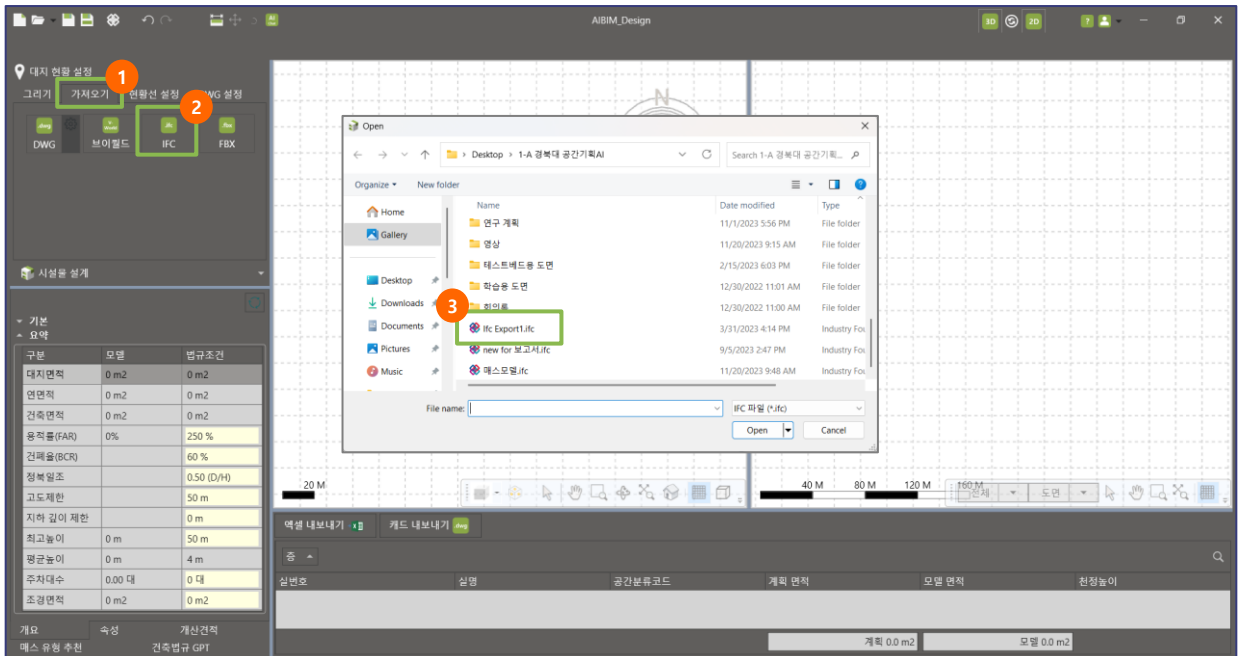 AIBIM_Design
3D
2D
대지 현황 설정
1
그리기 가져오기 현황선 설정 WG 설정
2
DWG 브이월드 IFC FBX
시설물 설계
기본
요약
구분 모델 법규조건
대지면적 0 m2 0 m2
연면적 0 m2 0 m2
건축면적 0 m2 0 m2
용적률(FAR) 0% 250 %
건폐율(BCR) 60 %
정북일조 0.50 (D/H)
고도제한 50 m
지하 깊이 제한 0 m
최고높이 0 m 50 m
평균높이 0 m 4 m
주차대수 0.00 대 0 대
조경면적 0 m2 0 m2
개요 속성 개산견적
매스 유형 추천 건축법규 GPT
N
Open
Desktop > 1-A 경북대 공간기획AI
Search 1-A 경북대 공간기획...
Organize New folder
Name Date modified Type
Home
Gallery
Desktop
Downloads
Documents
Pictures
Music
연구 계획 11/1/2023 5:56 PM File folder
영상 11/20/2023 9:15 AM File folder
테스트베드용 도면 2/15/2023 6:03 PM File folder
학습용 도면 12/30/2022 11:01 AM File folder
회의록 12/30/2022 11:00 AM File folder
3
Ifc Export1.ifc 3/31/2023 4:14 PM Industry Fou
new for 보고서.ifc 9/5/2023 2:47 PM Industry Fou
매스모델.ifc 11/20/2023 9:48 AM Industry Fou
File name: IFC 파일 (*.ifc)
Open Cancel
20 M
40 M 80 M 120 M 160 M
전체 도면
엑셀 내보내기 캐드 내보내기
층
실번호 실명 공간분류코드 계획 면적 모델 면적 천정높이
계획 0.0 m2 모델 0.0 m2